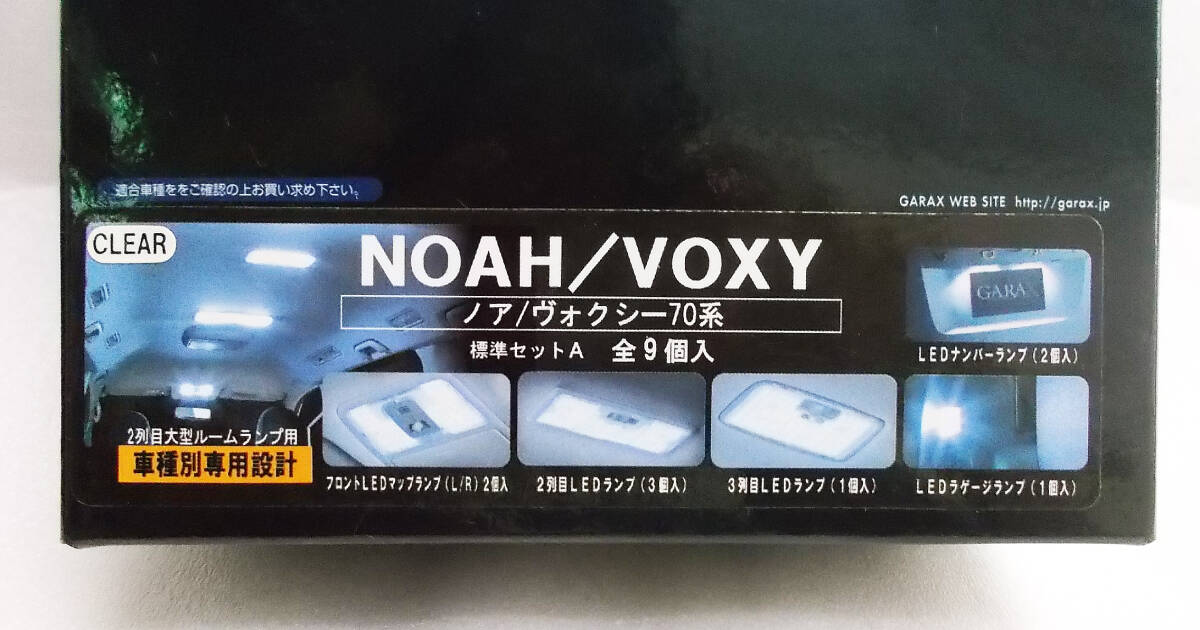 適合車種ををご確認の上お買い求め下さい。
GARAX WEB SITE http://garax.jp
CLEAR
NOAH/VOXY
ノア/ヴォクシー70系
標準セットA 全9個入
GARAX
LEDナンバーランプ(2個入)
2列目大型ルームランプ用
車種別専用設計
フロントLEDマップランプ(L/R)2個入
2列目LEDランプ(3個入)
3列目LEDランプ(1個入)
LEDラゲージランプ(1個入)